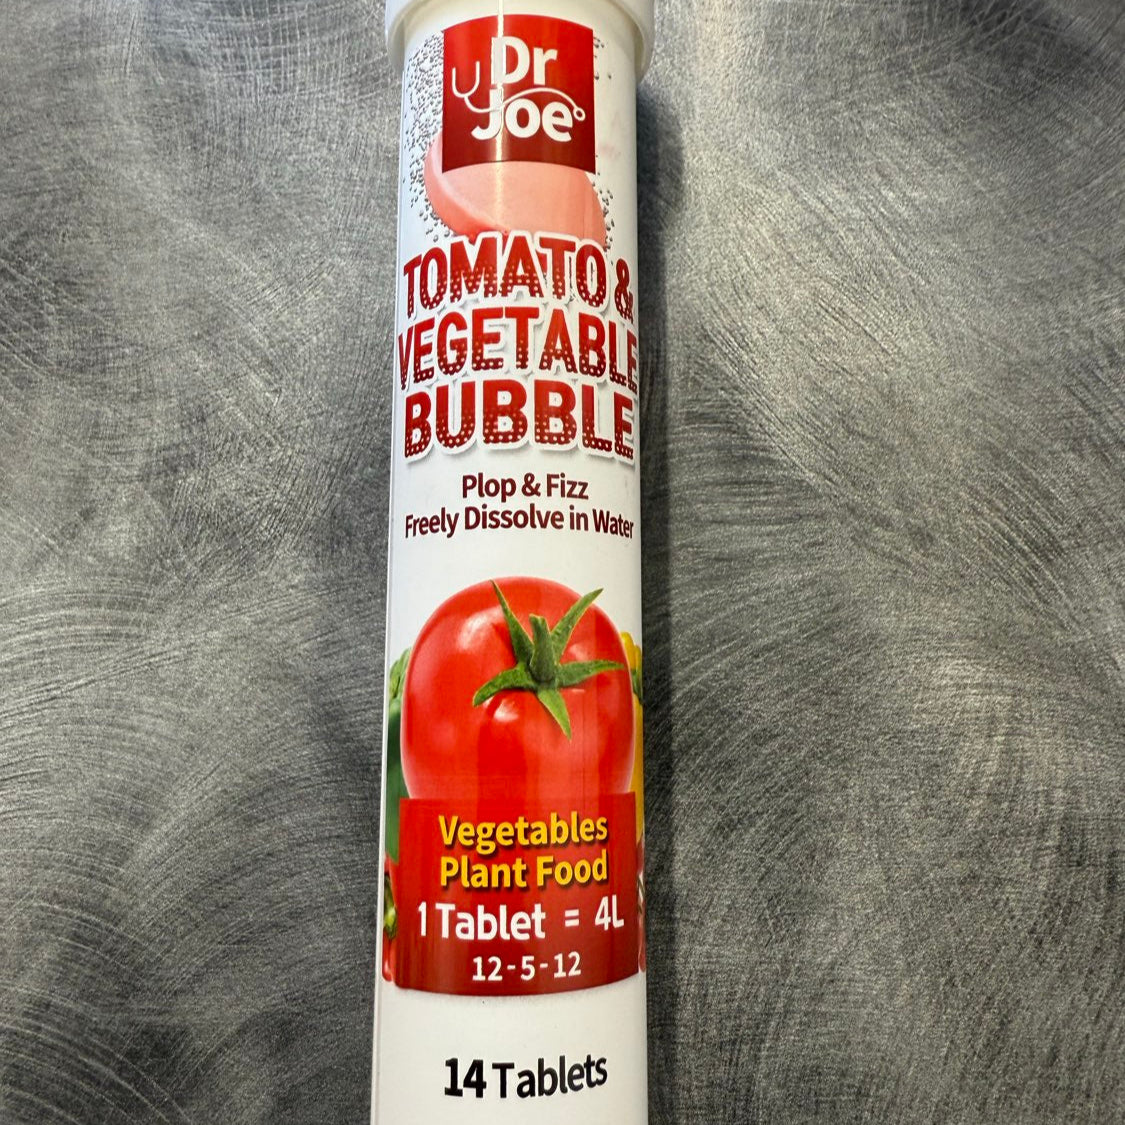 Dr
Joe
TOMATO &
VEGETABLE
BUBBLE
Plop & Fizz
Freely Dissolve in Water
Vegetables
Plant Food
1 Tablet = 4L
12-5-12
14 Tablets